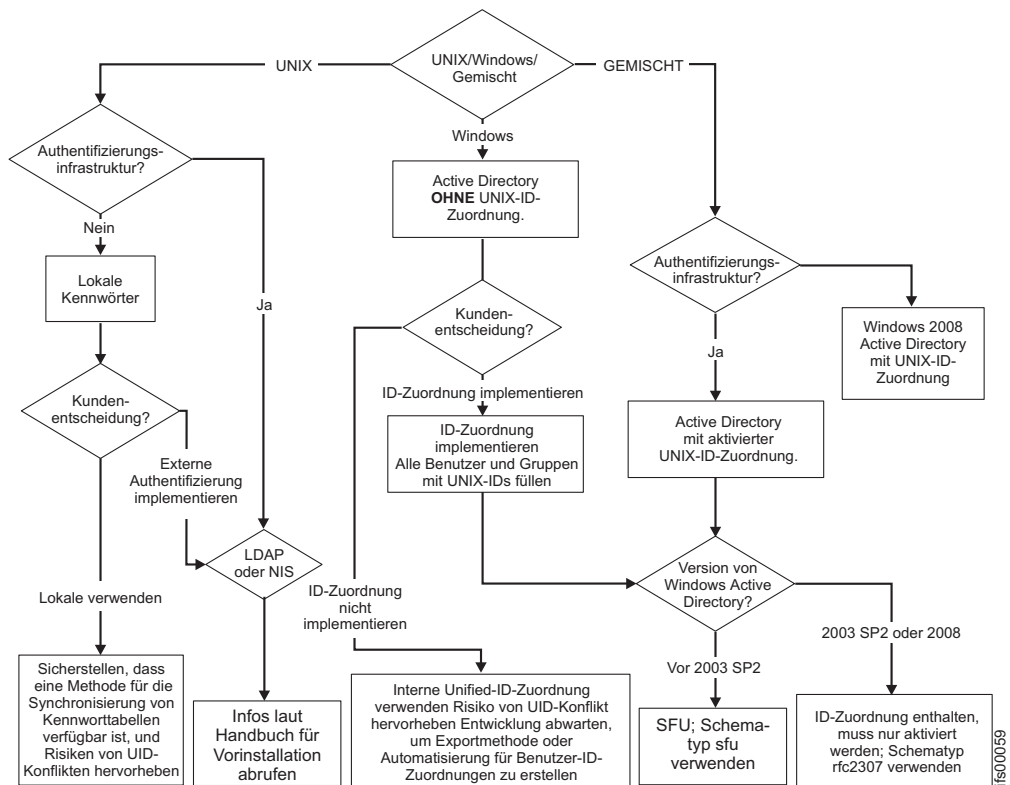 UNIX/Windows/
Gemischt
UNIX
GEMISCHT
Windows
Authentifizierungs-
infrastruktur?
Nein
Ja
Lokale
Kennwörter
Kunden-
entscheidung?
Externe
Authentifizierung
implementieren
Lokale verwenden
Sicherstellen, dass
eine Methode für die
Synchronisierung von
Kennworttabellen
verfügbar ist, und
Risiken von UID-
Konflikten hervorheben
LDAP
oder NIS
Infos laut
Handbuch für
Vorinstallation
abrufen
Active Directory
OHNE UNIX-ID-
Zuordnung.
Kunden-
entscheidung?
ID-Zuordnung implementieren
ID-Zuordnung
implementieren
Alle Benutzer und Gruppen
mit UNIX-IDs füllen
ID-Zuordnung
nicht
implementieren
Interne Unified-ID-Zuordnung
verwenden Risiko von UID-Konflikt
hervorheben Entwicklung abwarten,
um Exportmethode oder
Automatisierung für Benutzer-ID-
Zuordnungen zu erstellen
Authentifizierungs-
infrastruktur?
Windows 2008
Active Directory
mit UNIX-ID-
Zuordnung
Ja
Active Directory
mit aktivierter
UNIX-ID-Zuordnung.
Version von
Windows Active
Directory?
Vor 2003 SP2
2003 SP2 oder 2008
SFU; Schema-
typ sfu
verwenden
ID-Zuordnung enthalten,
muss nur aktiviert
werden; Schematyp
rfc2307 verwenden
ifs00059